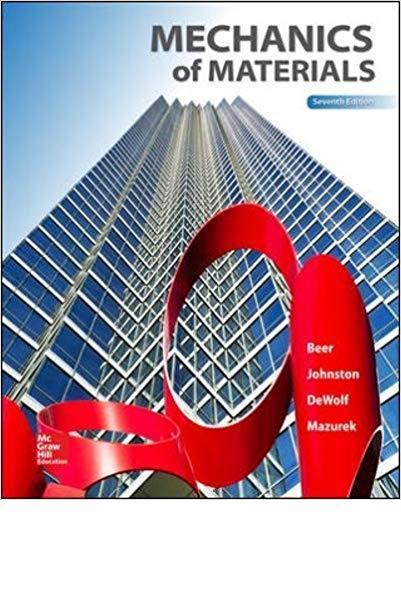 MECHANICS
of MATERIALS
Seventh Edition
Beer
Johnston
DeWolf
Mazurek
Mc
Graw
Hill
Education